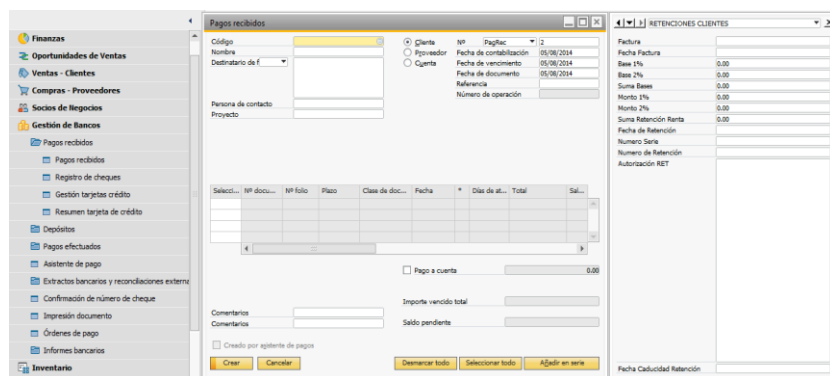 Finanzas
Oportunidades de Ventas
Ventas - Clientes
Compras - Proveedores
Socios de Negocios
Gestión de Bancos
Pagos recibidos
Pagos recibidos
Registro de cheques
Gestión tarjetas crédito
Resumen tarjeta de crédito
Depósitos
Pagos efectuados
Asistente de pago
Extractos bancarios y reconciliaciones externa
Confirmación de número de cheque
Impresión documento
Órdenes de pago
Informes bancarios
Inventario
Pagos recibidos
Código
Nombre
Destinatario de f
Persona de contacto
Proyecto
Cliente
Proveedor
Cuenta
Nº PagRec 2
Fecha de contabilización 05/08/2014
Fecha de vencimiento 05/08/2014
Fecha de documento 05/08/2014
Referencia
Número de operación
Selecci... Nº docu... Nº folio Plazo Clase de doc... Fecha * Días de at... Total Sal...
Pago a cuenta 0.00
Importe vencido total
Comentarios
Comentarios
Saldo pendiente
Creado por asistente de pagos
Crear Cancelar Desmarcar todo Seleccionar todo Añadir en serie
RETENCIONES CLIENTES
Factura
Fecha Factura
Base 1% 0.00
Base 2% 0.00
Suma Bases 0.00
Monto 1% 0.00
Monto 2% 0.00
Suma Retención Renta 0.00
Fecha de Retención
Numero Serie
Numero de Retención
Autorización RET
Fecha Caducidad Retención